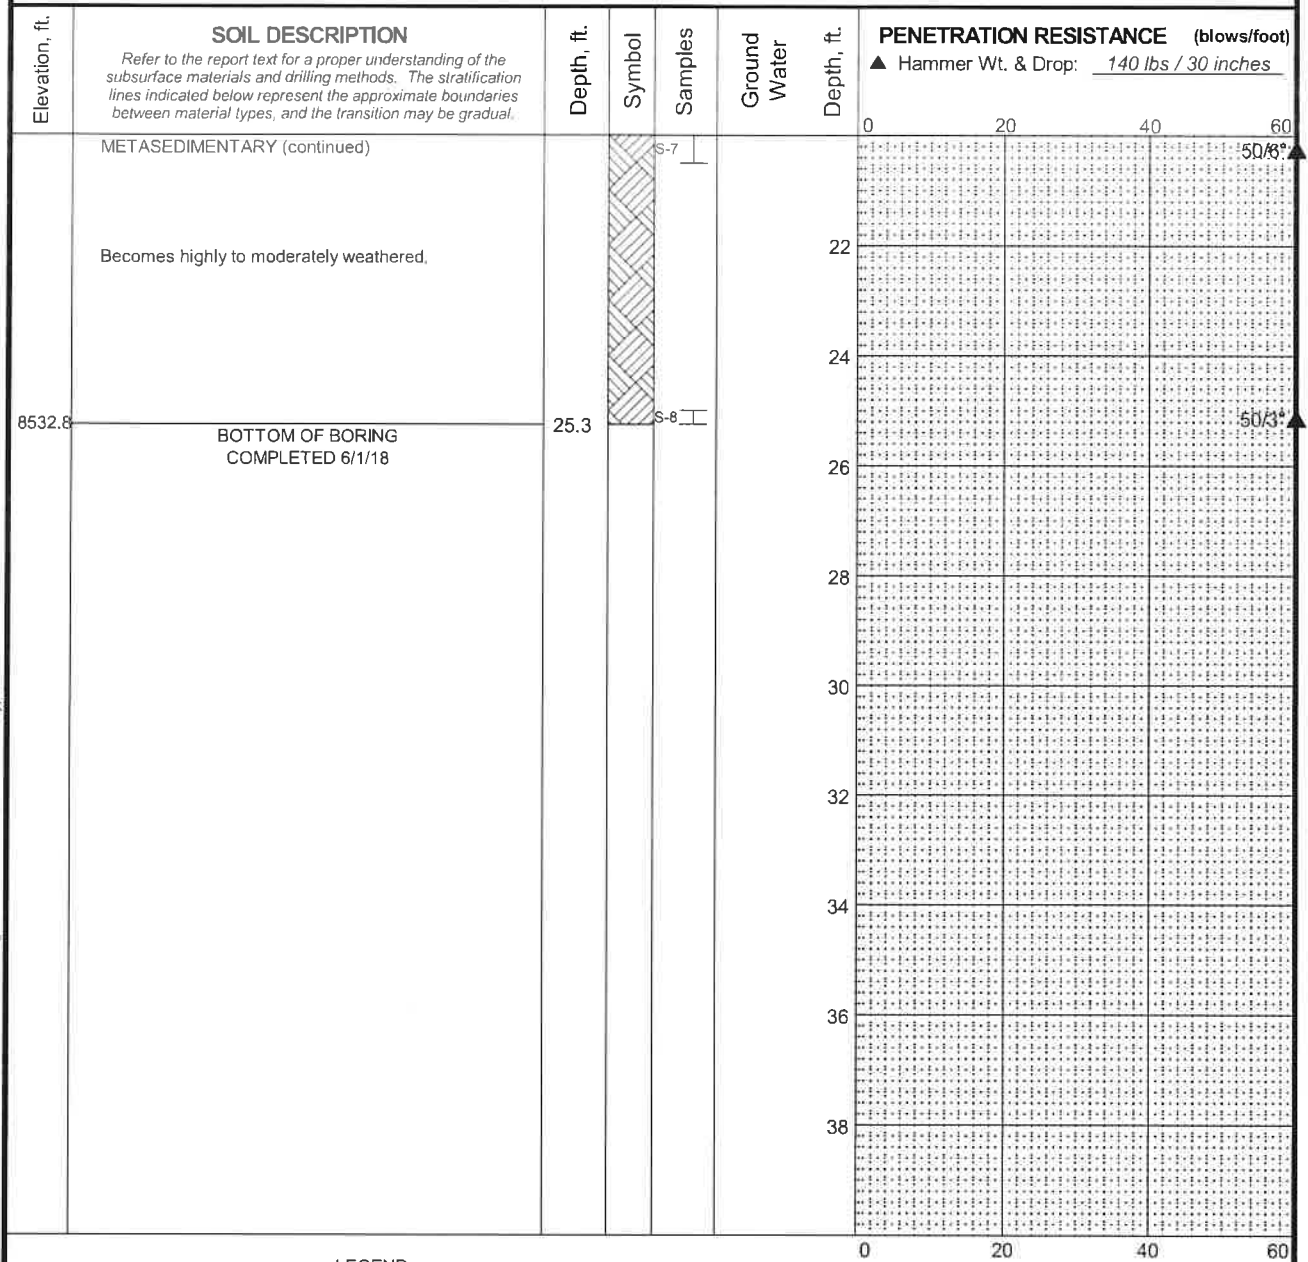 Elevation, ft.
SOIL DESCRIPTION
Refer to the report text for a proper understanding of the
subsurface materials and drilling methods. The stratification
lines indicated below represent the approximate boundaries
between material types, and the transition may be gradual.
Depth, ft.
Symbol
Samples
Ground
Water
Depth, ft.
PENETRATION RESISTANCE (blows/foot)
▲ Hammer Wt. & Drop: 140 lbs / 30 inches
0 20 40 60
METASEDIMENTARY (continued)
S-7
50/6"
22
Becomes highly to moderately weathered.
24
8532.8
25.3
S-8
50/3"
BOTTOM OF BORING
COMPLETED 6/1/18
26
28
30
32
34
36
38
0 20 40 60
LEGEND